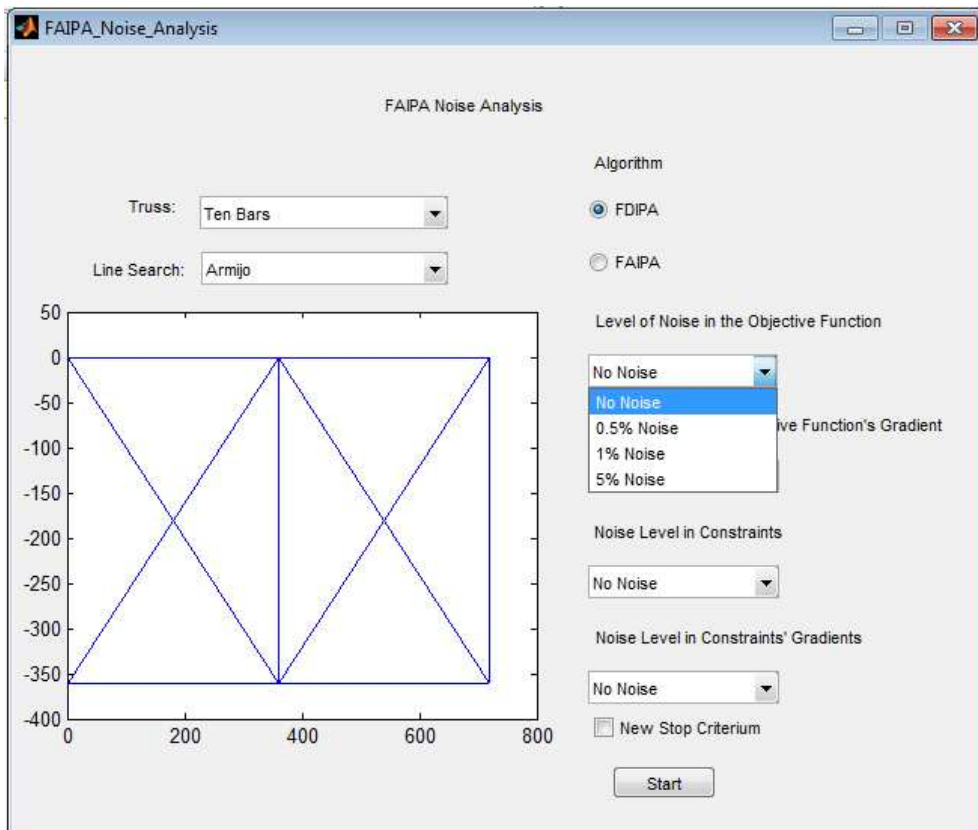 FAIPA_Noise_Analysis
FAIPA Noise Analysis
Algorithm
Truss:
Ten Bars
FDIPA
Line Search:
Armijo
FAIPA
Level of Noise in the Objective Function
No Noise
No Noise
0.5% Noise
1% Noise
5% Noise
ive Function's Gradient
Noise Level in Constraints
No Noise
Noise Level in Constraints' Gradients
No Noise
New Stop Criterium
Start
50
0
-50
-100
-150
-200
-250
-300
-350
-400
0
200
400
600
800